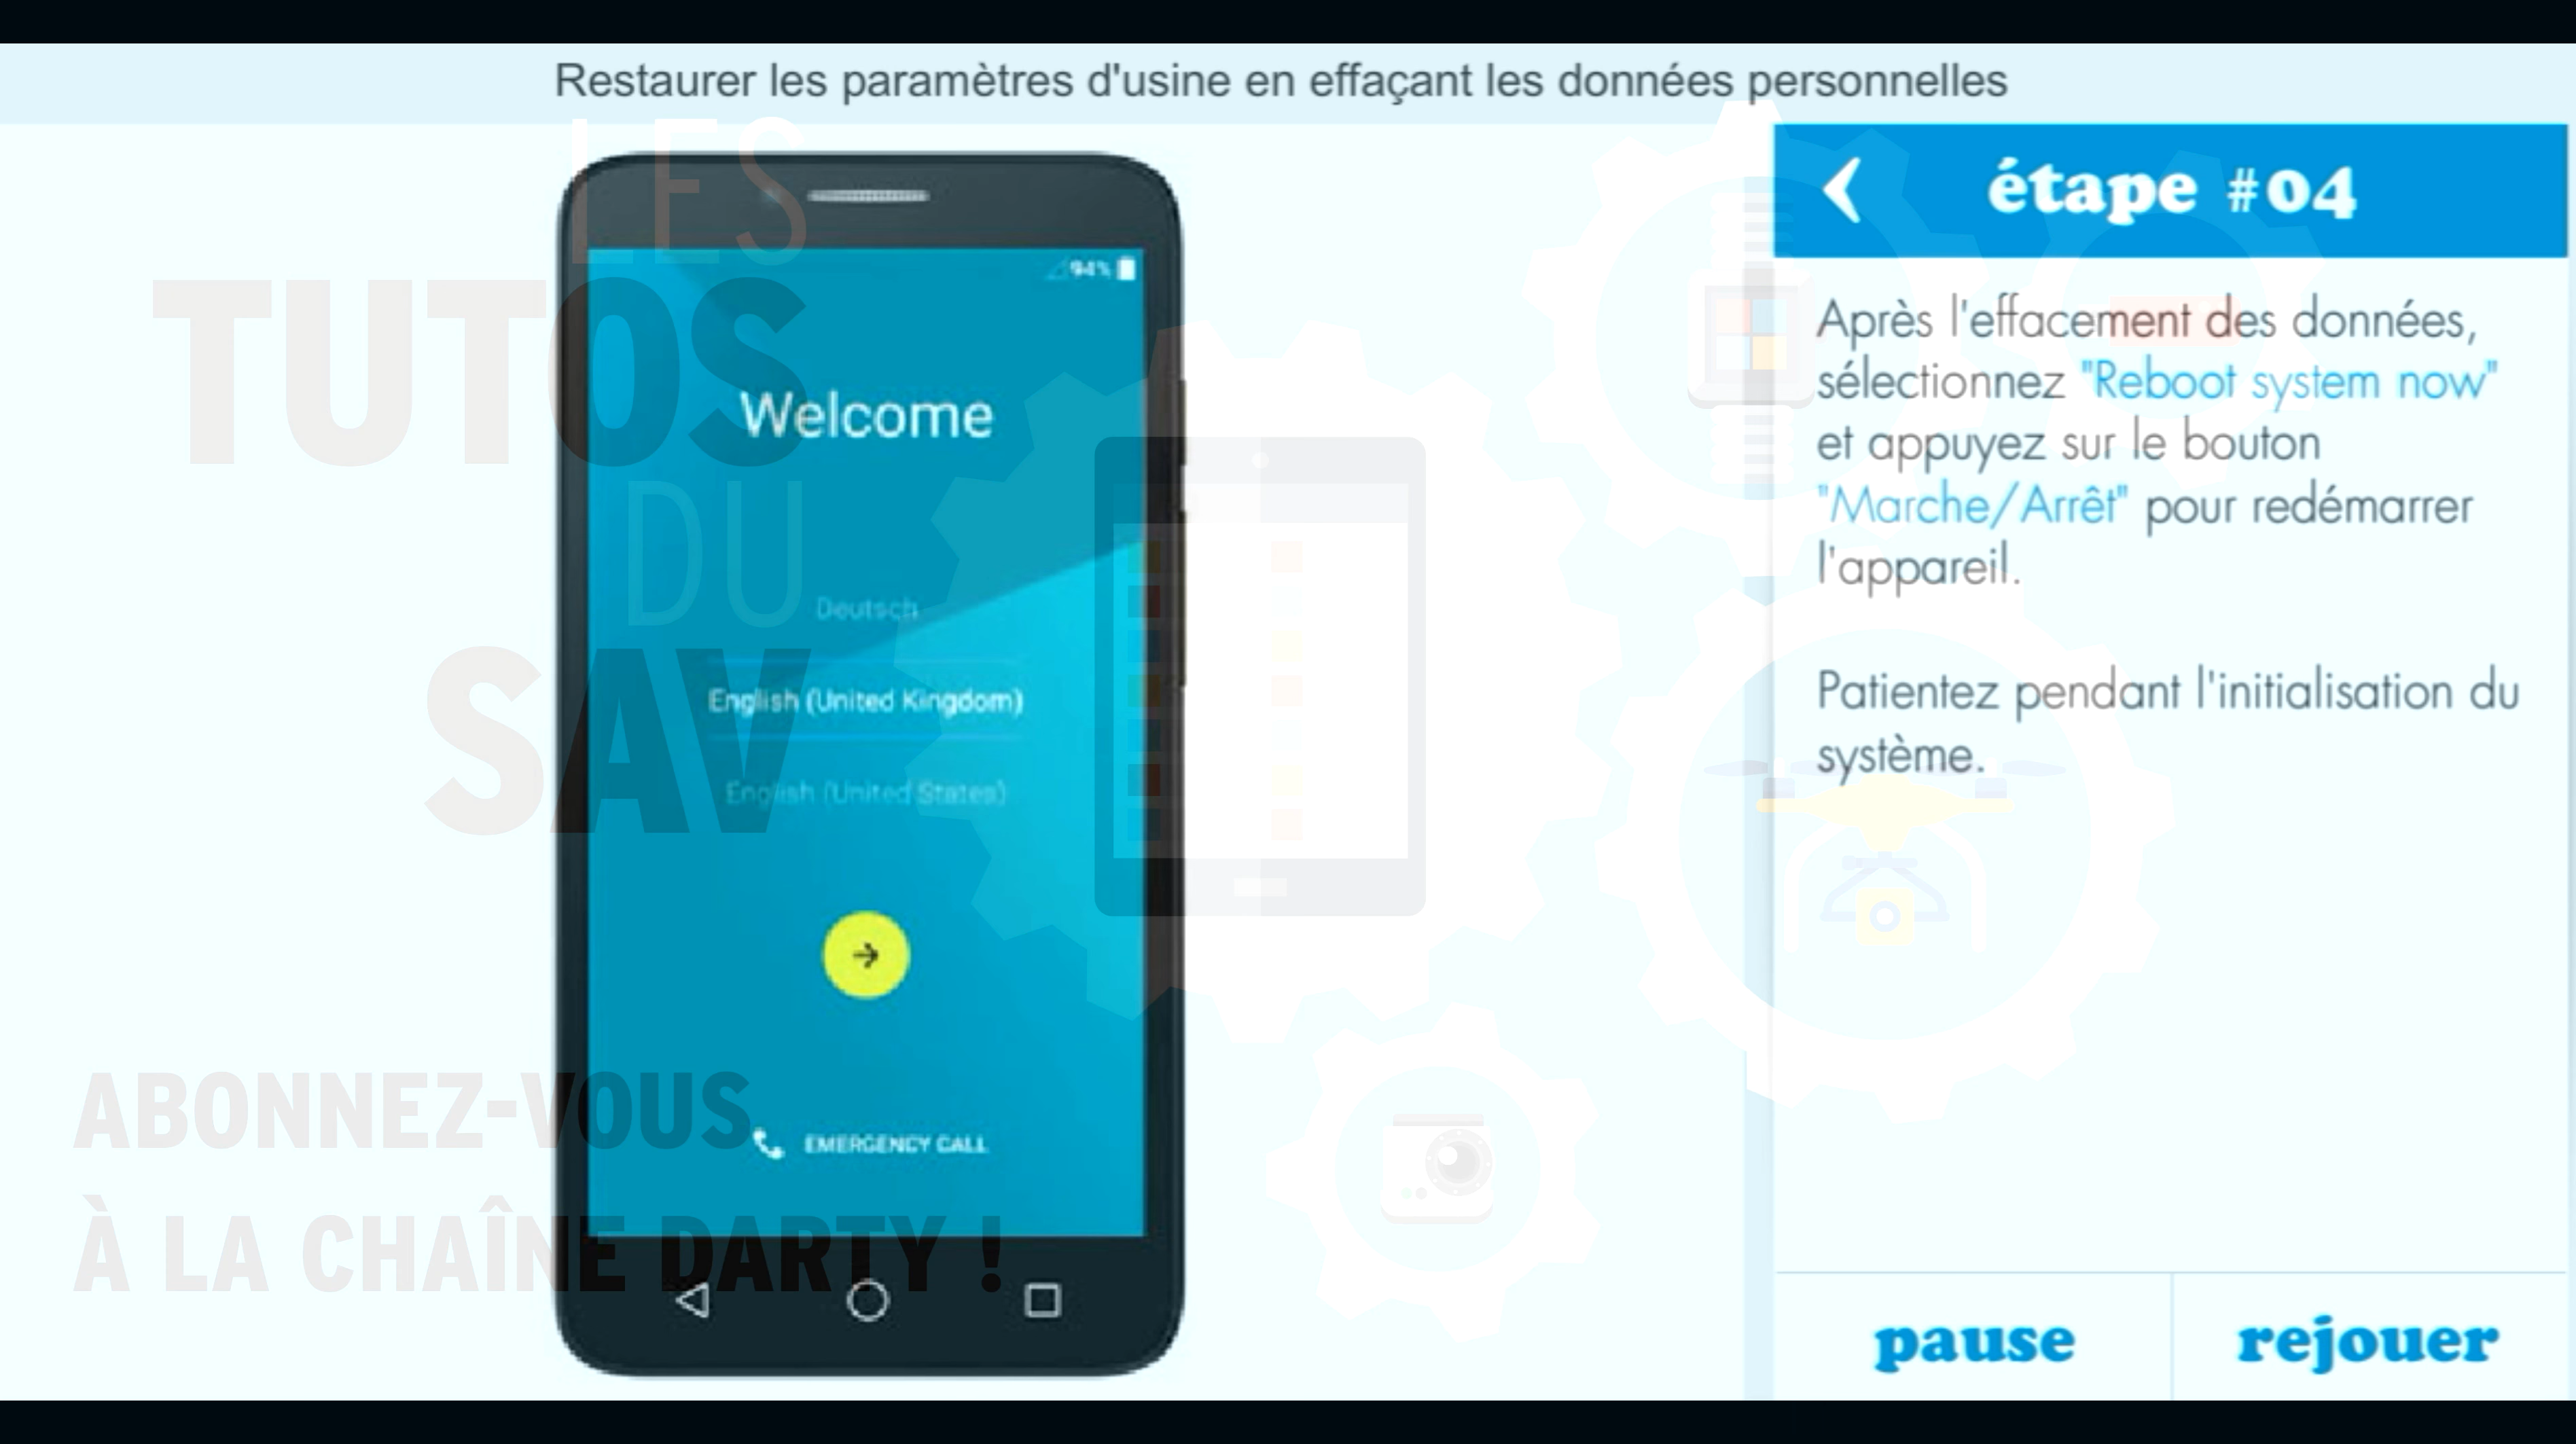 Restaurer les paramètres d'usine en effaçant les données personnelles
LES
TUTOS
DU
SAV
ABONNEZ-VOUS
À LA CHAÎNE DARTY !
94%
Welcome
Deutsch
English (United Kingdom)
English (United States)
EMERGENCY CALL
étape #04
Après l'effacement des données,
sélectionnez "Reboot system now"
et appuyez sur le bouton
"Marche/Arrêt" pour redémarrer
l'appareil.
Patientez pendant l'initialisation du
système.
pause
rejouer